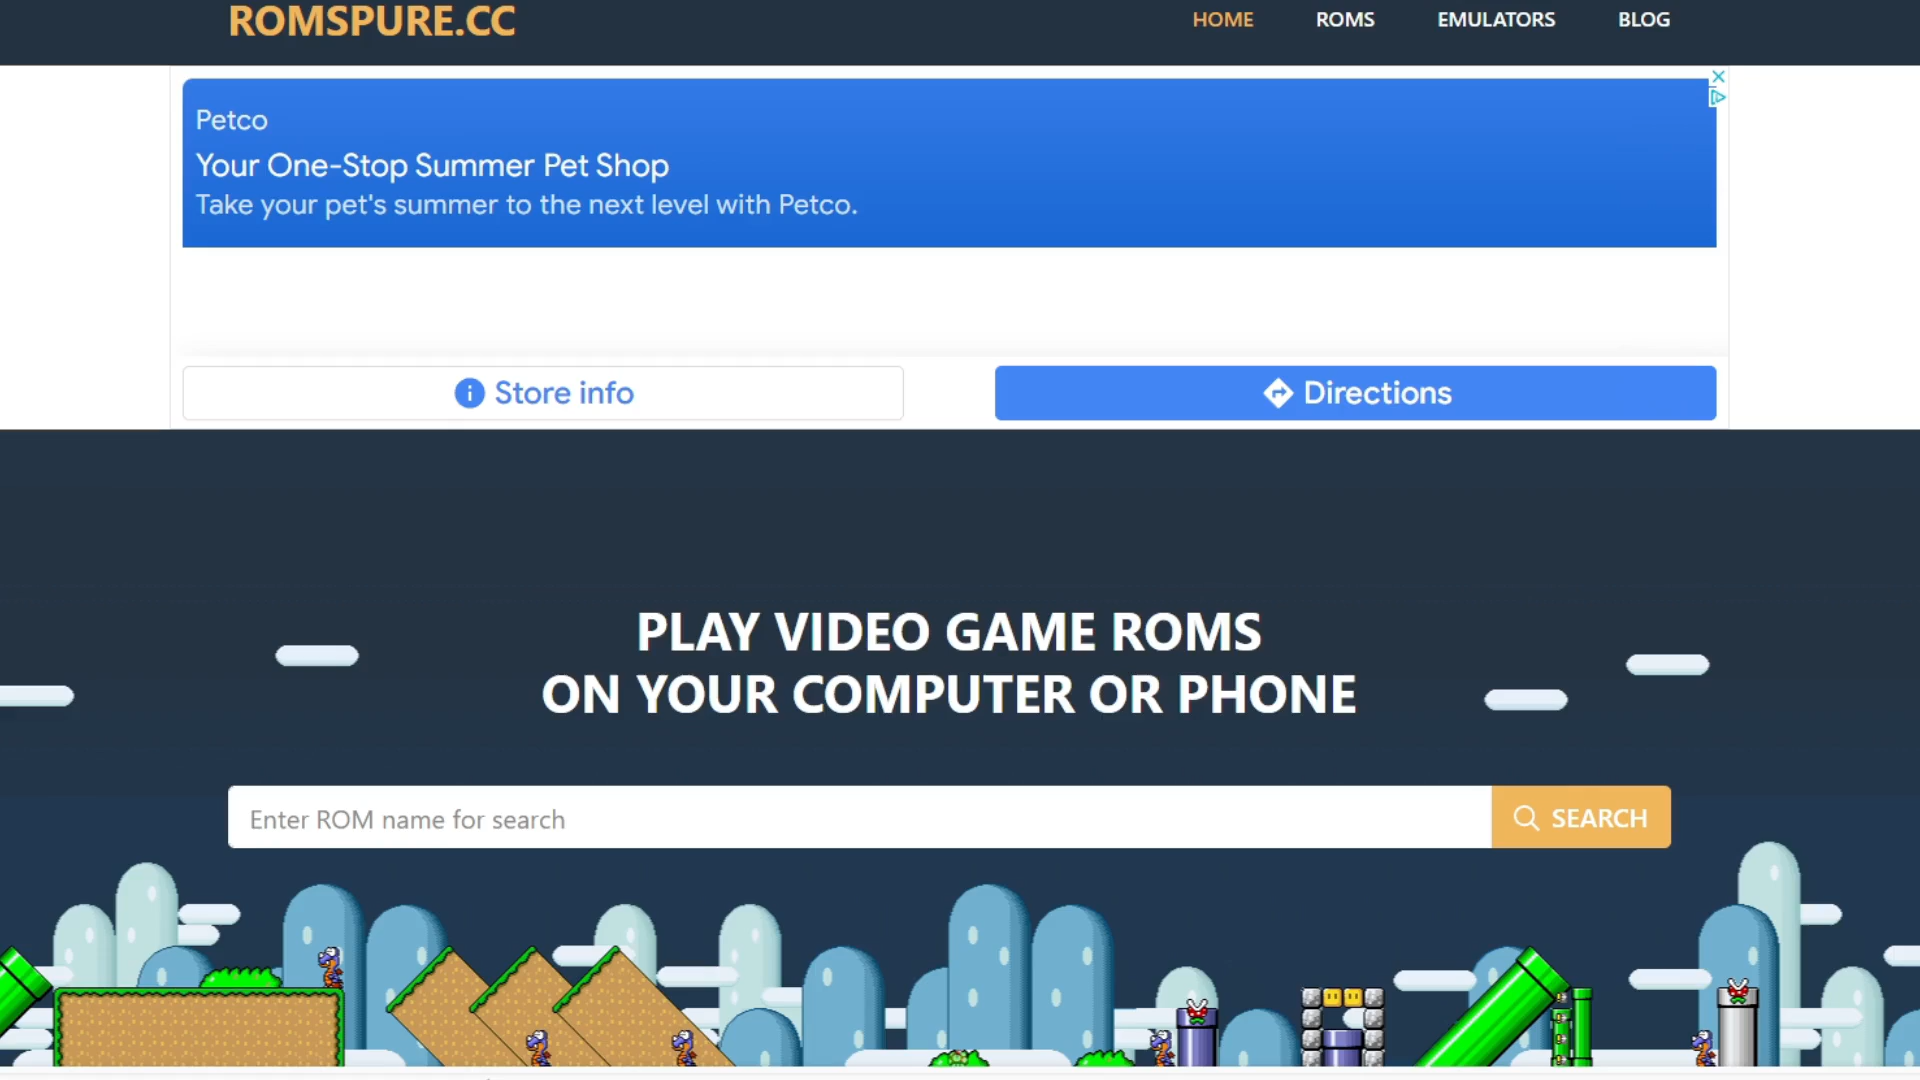 ROMSPURE.CC
HOME
ROMS
EMULATORS
BLOG
Petco
Your One-Stop Summer Pet Shop
Take your pet's summer to the next level with Petco.
Store info
Directions
PLAY VIDEO GAME ROMS
ON YOUR COMPUTER OR PHONE
Enter ROM name for search
SEARCH